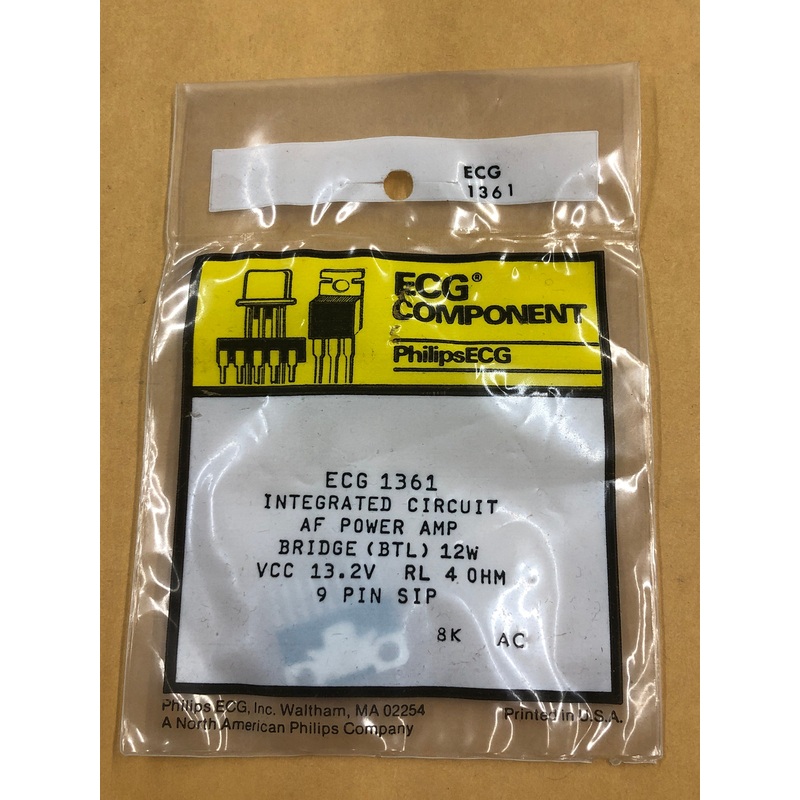 ECG
1361
ECG®
COMPONENT
PhilipsECG
ECG 1361
INTEGRATED CIRCUIT
AF POWER AMP
BRIDGE (BTL) 12W
VCC 13.2V RL 4 OHM
9 PIN SIP
8K AC
Philips ECG, Inc. Waltham, MA 02254
A North American Philips Company
Printed in U.S.A.